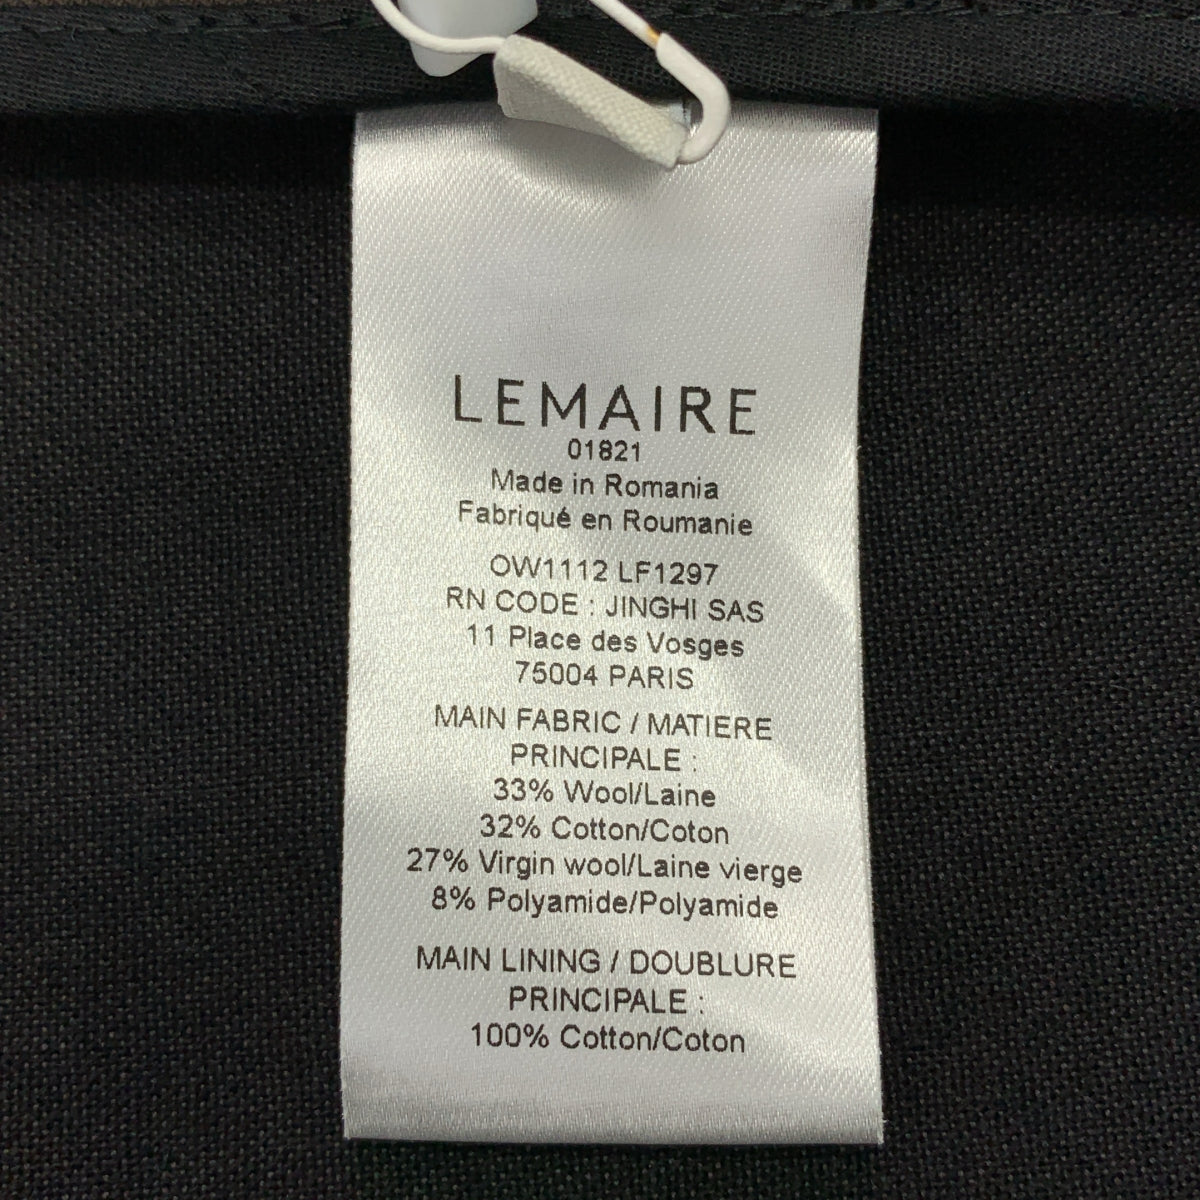 LEMAIRE
01821
Made in Romania
Fabriqué en Roumanie
OW1112 LF1297
RN CODE : JINGHI SAS
11 Place des Vosges
75004 PARIS
MAIN FABRIC / MATIERE
PRINCIPALE :
33% Wool/Laine
32% Cotton/Coton
27% Virgin wool/Laine vierge
8% Polyamide/Polyamide
MAIN LINING / DOUBLURE
PRINCIPALE :
100% Cotton/Coton